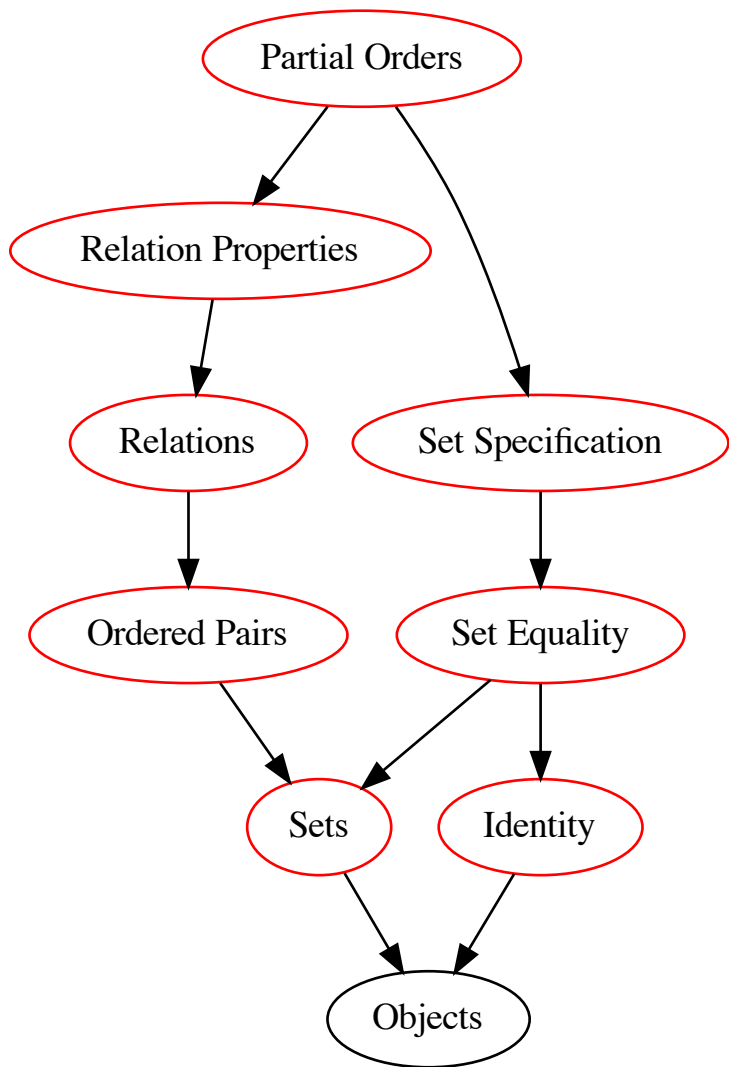 Partial Orders
Relation Properties
Relations
Set Specification
Ordered Pairs
Set Equality
Sets
Identity
Objects